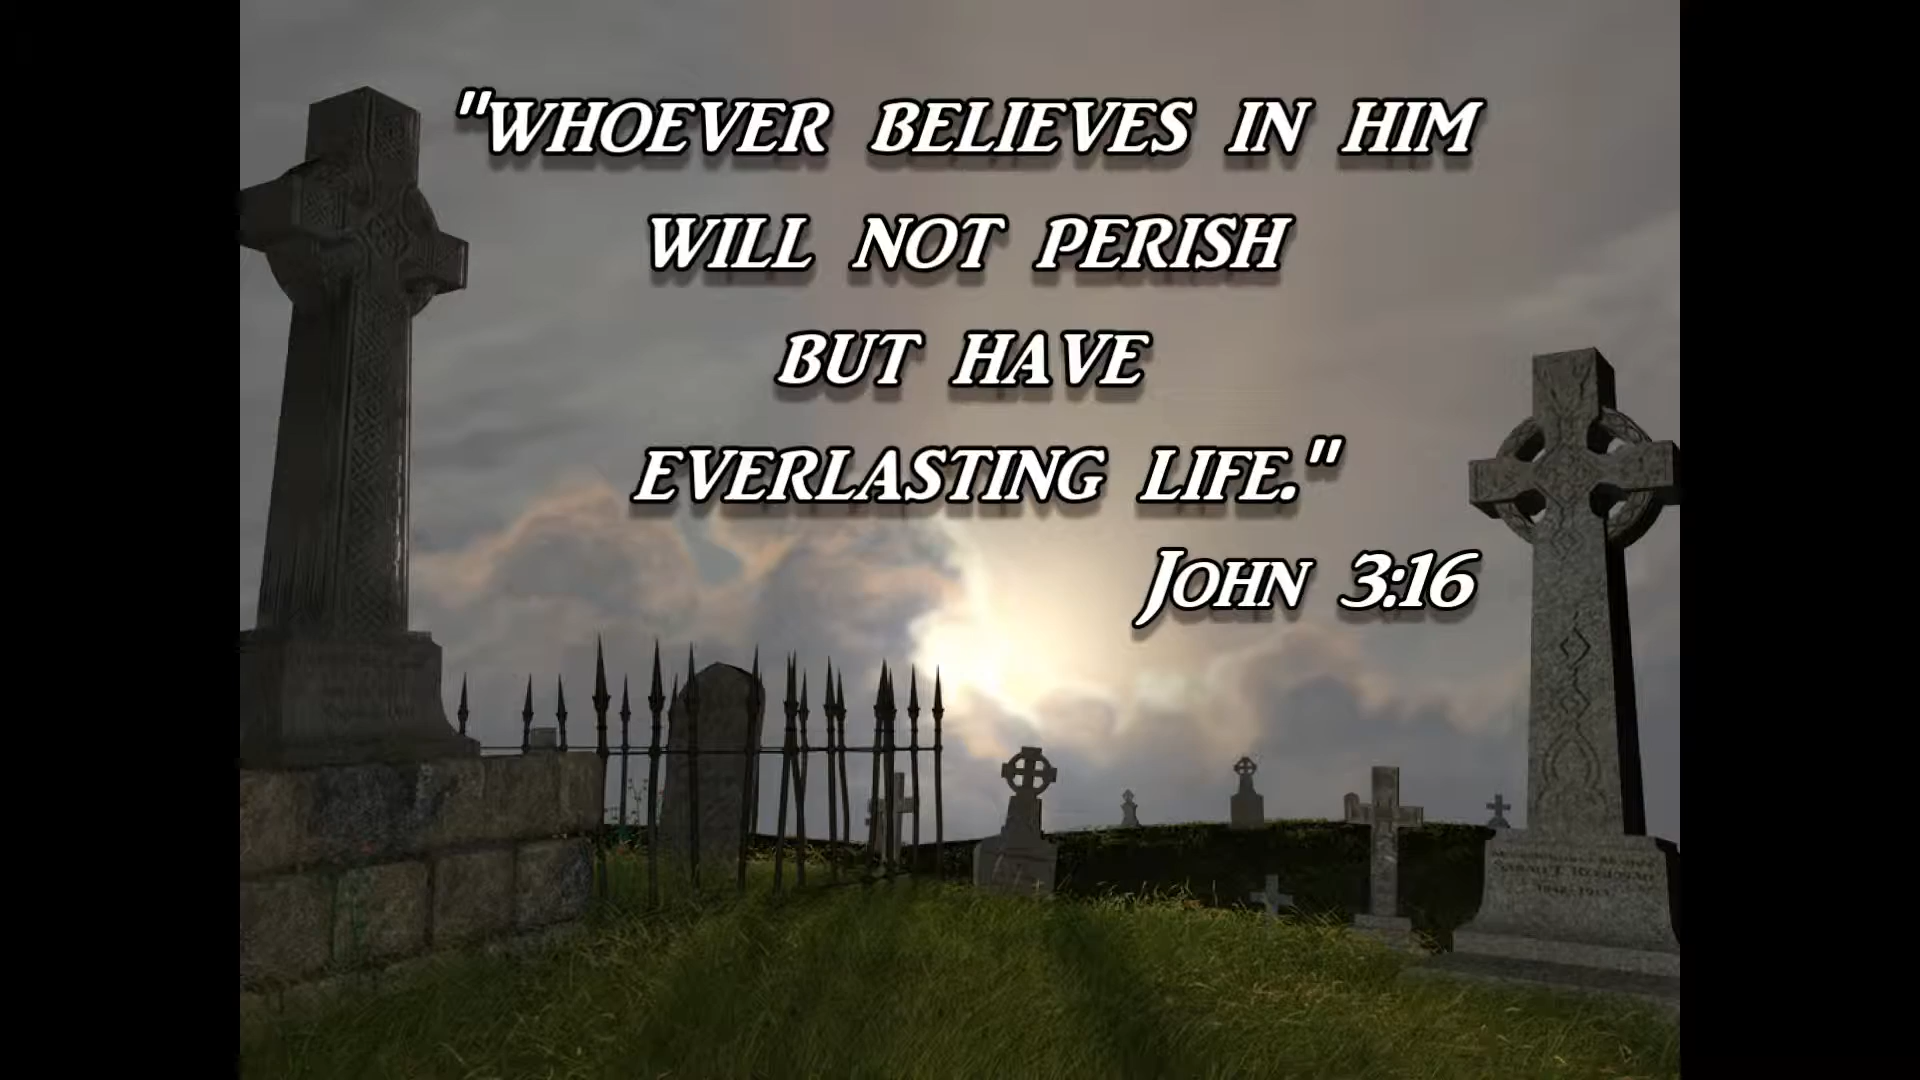 "WHOEVER BELIEVES IN HIM
WILL NOT PERISH
BUT HAVE
EVERLASTING LIFE."
JOHN 3:16